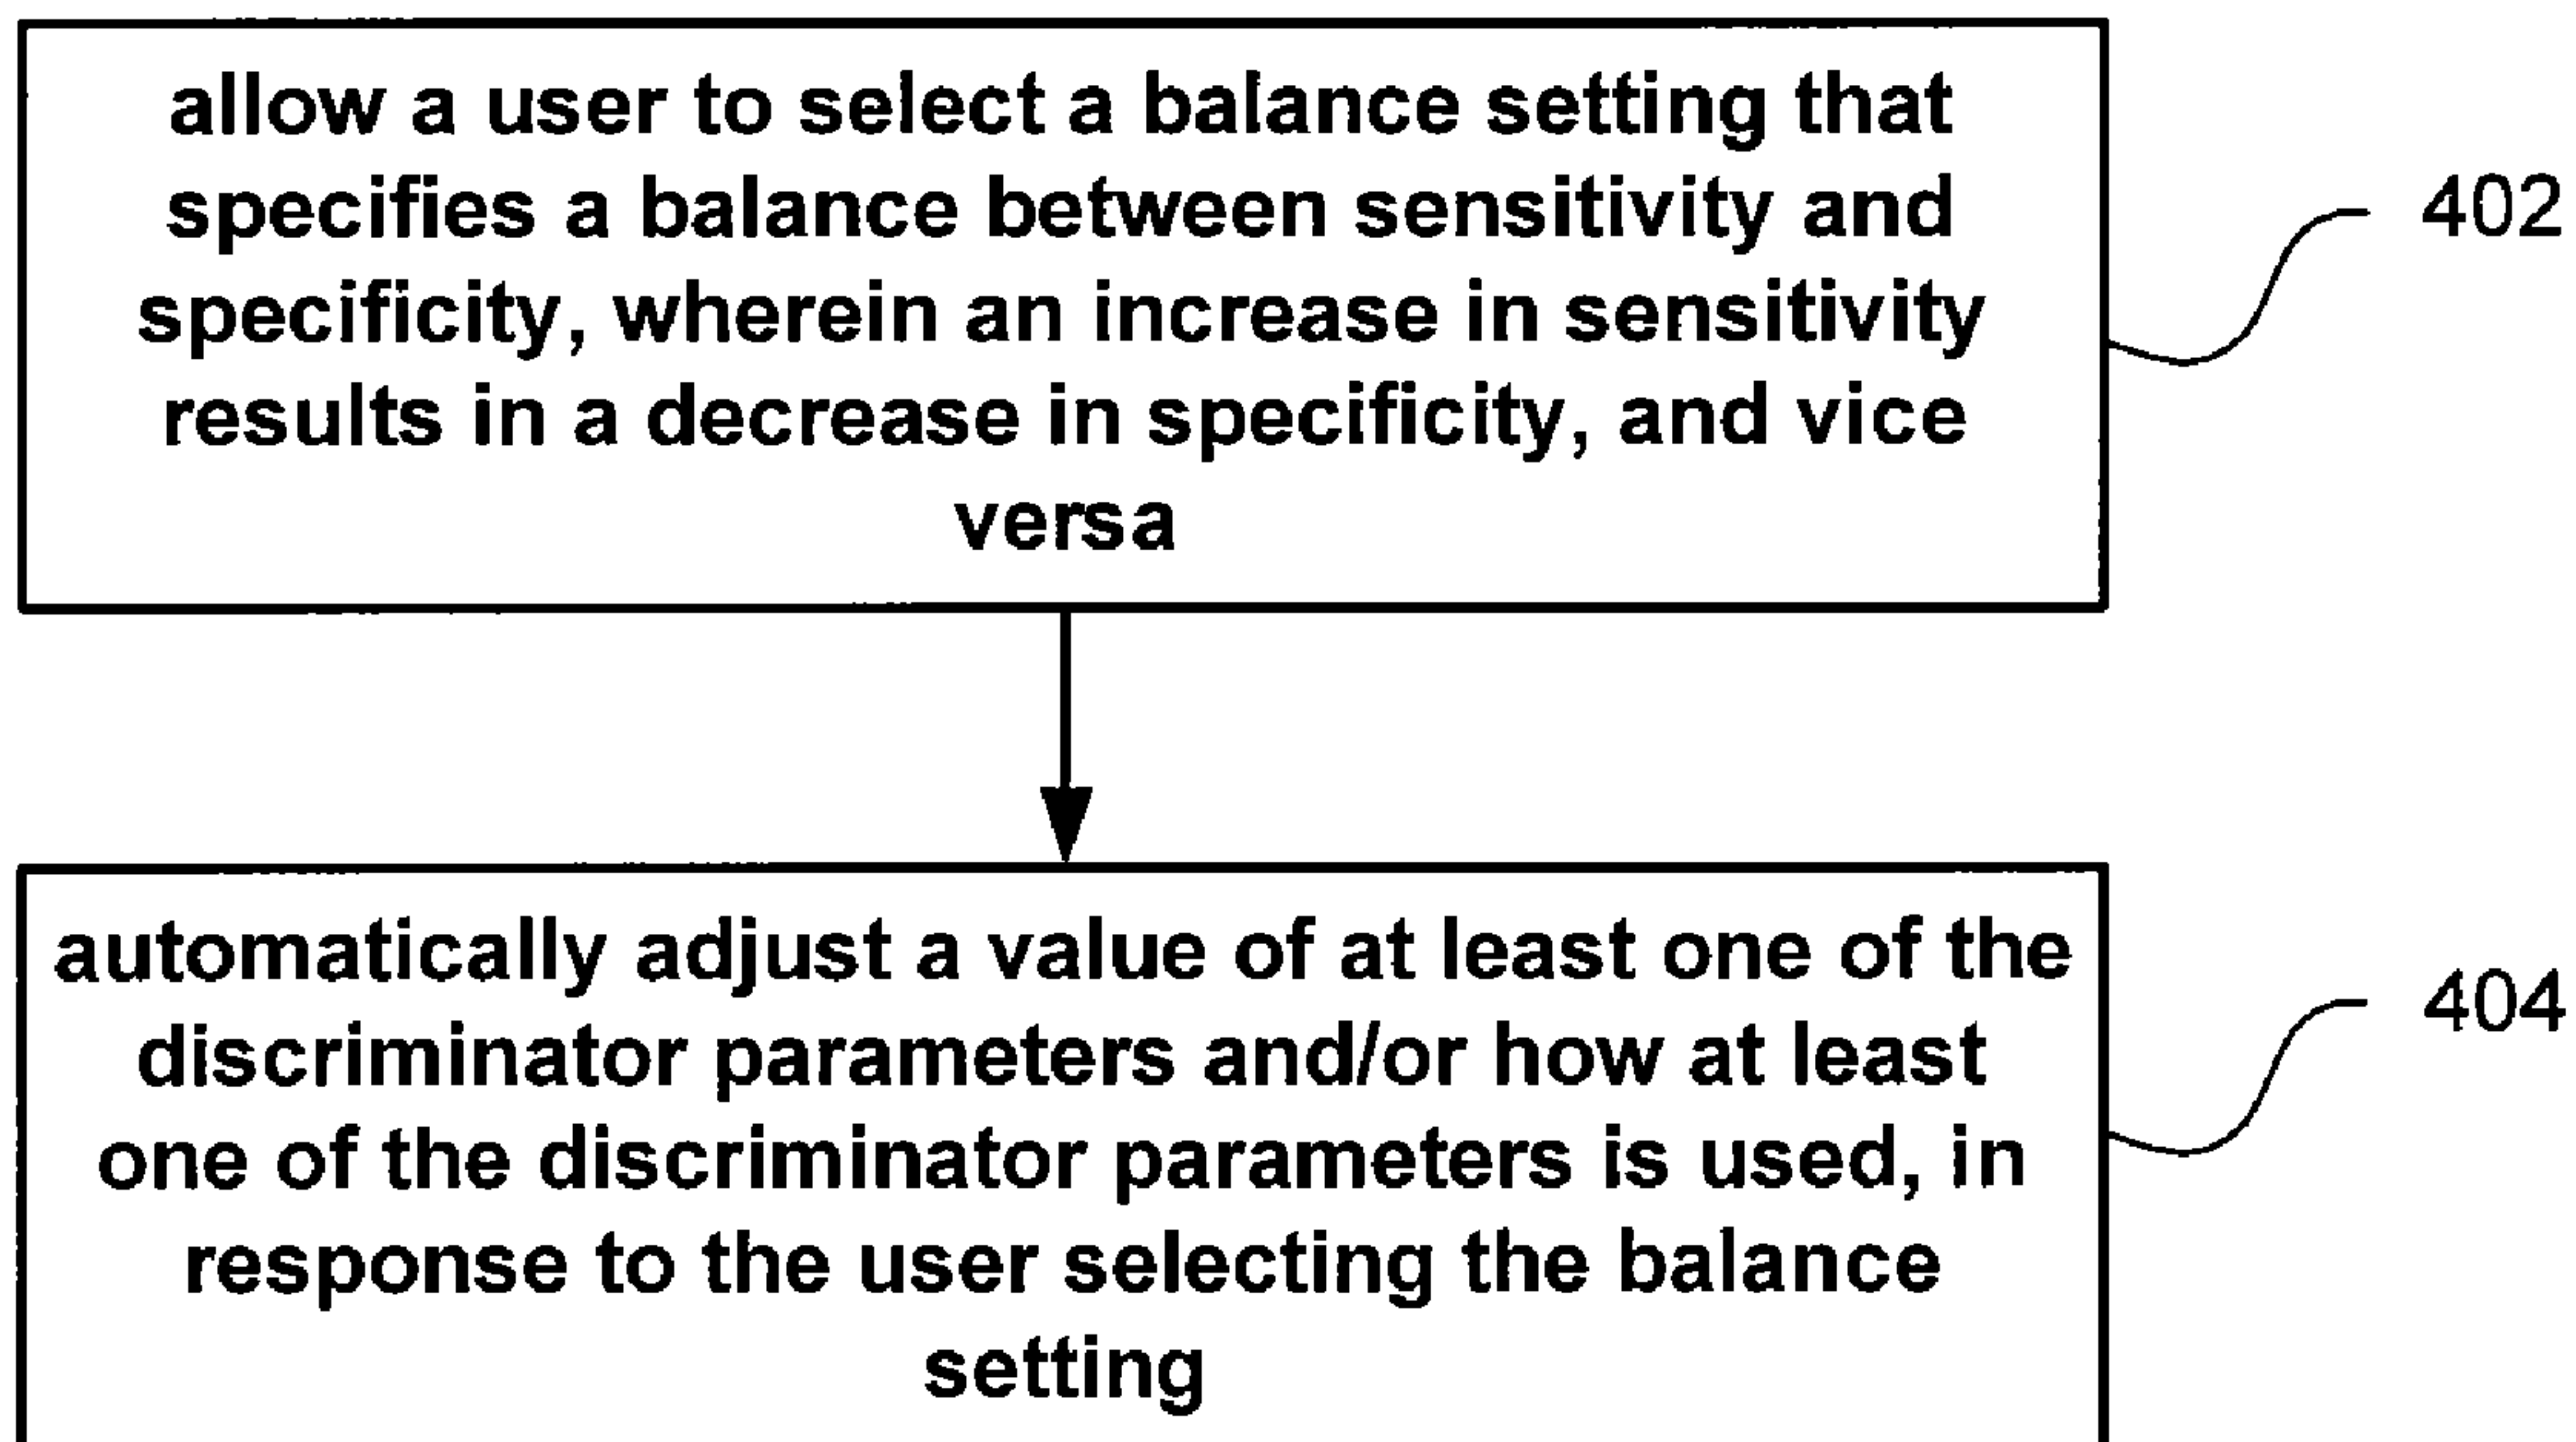 allow a user to select a balance setting that
specifies a balance between sensitivity and
specificity, wherein an increase in sensitivity
results in a decrease in specificity, and vice
versa
402
automatically adjust a value of at least one of the
discriminator parameters and/or how at least
one of the discriminator parameters is used, in
response to the user selecting the balance
setting
404